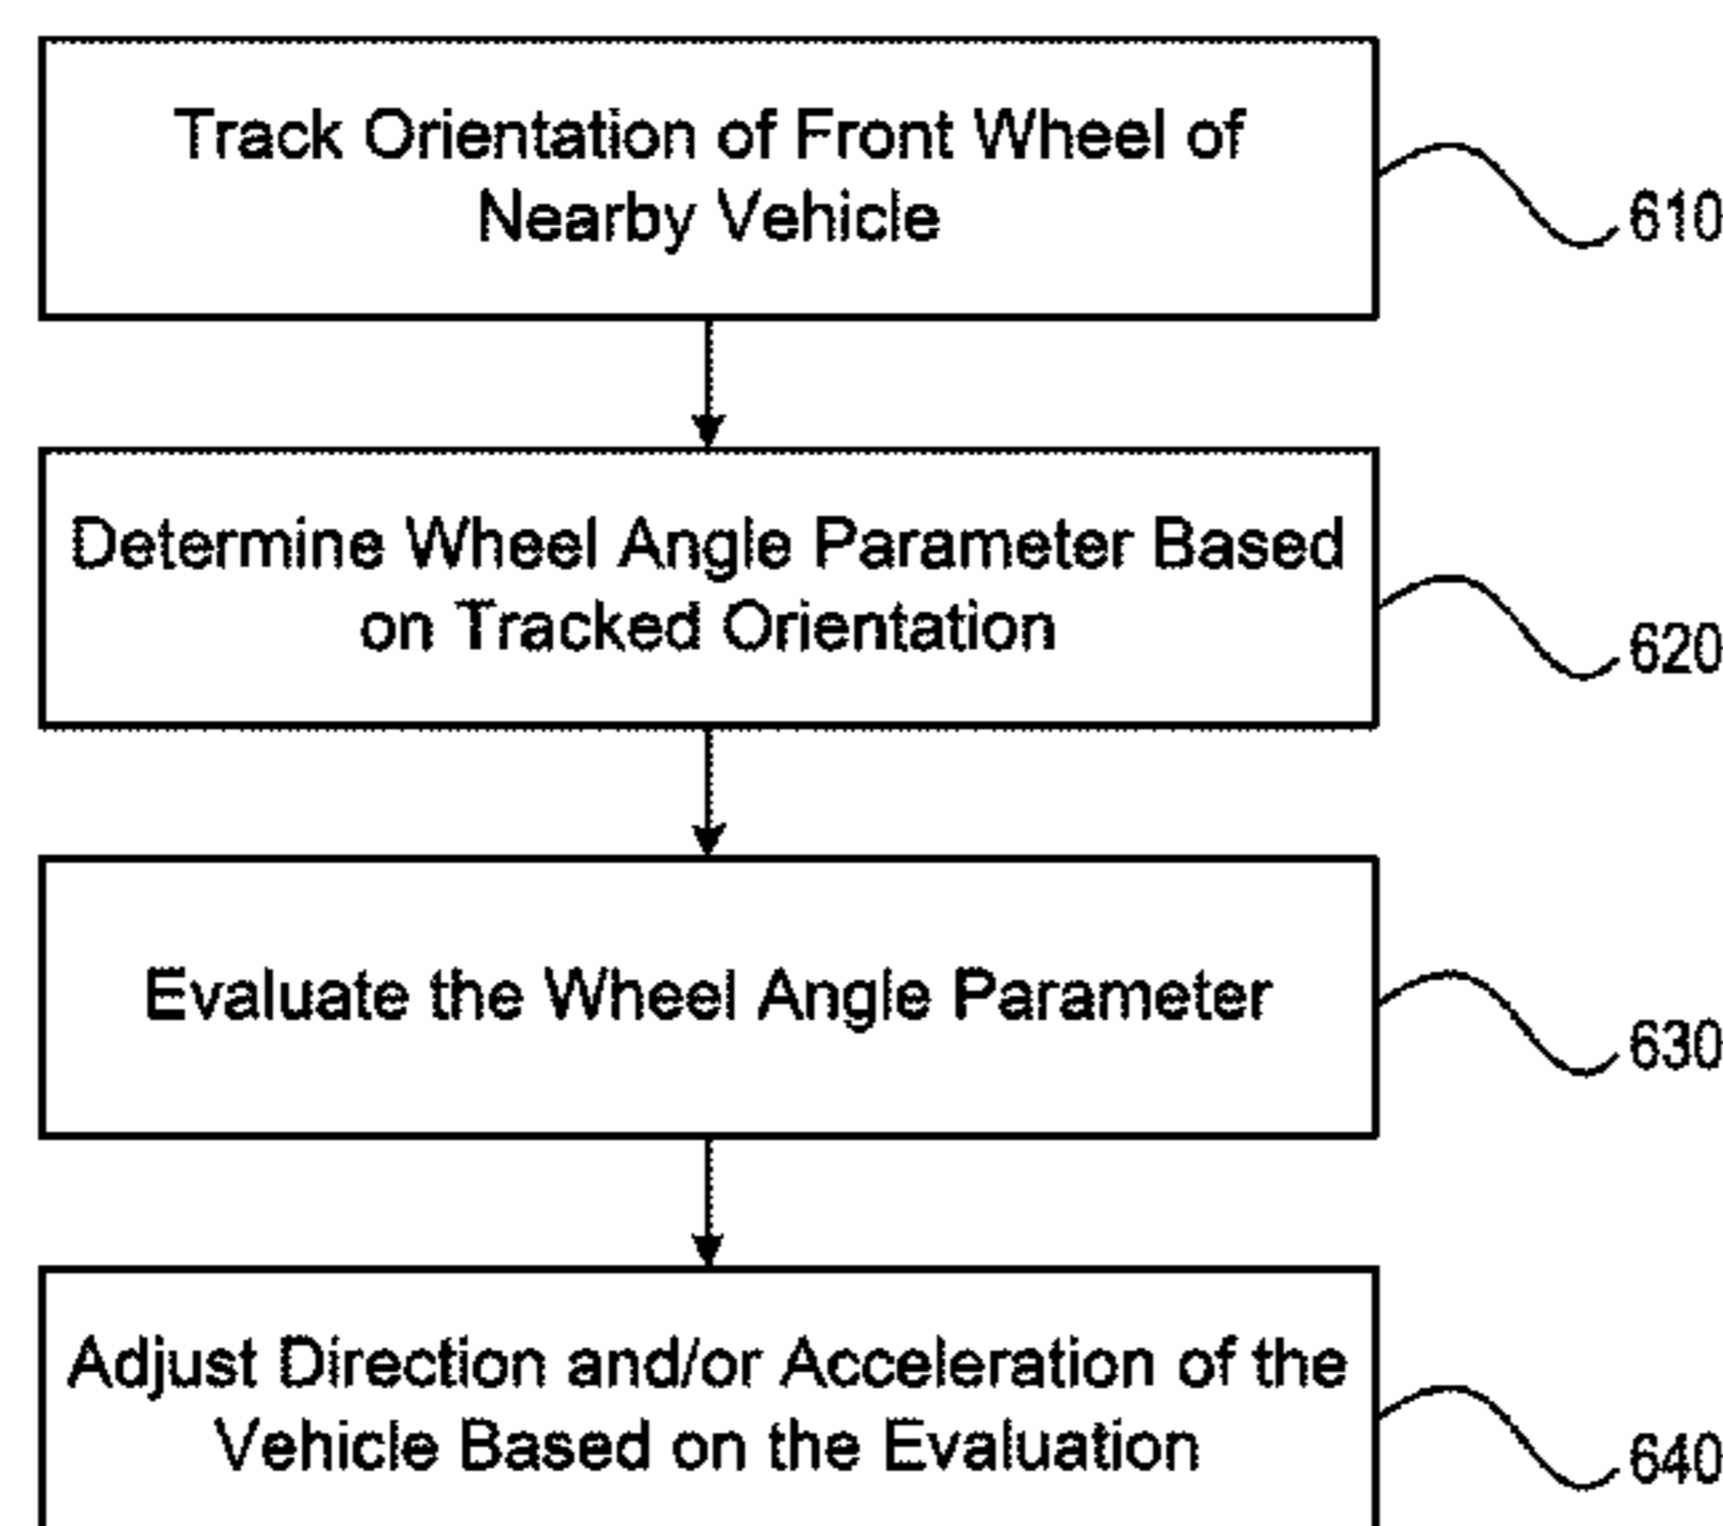 Track Orientation of Front Wheel of
Nearby Vehicle
610
Determine Wheel Angle Parameter Based
on Tracked Orientation
620
Evaluate the Wheel Angle Parameter
630
Adjust Direction and/or Acceleration of the
Vehicle Based on the Evaluation
640